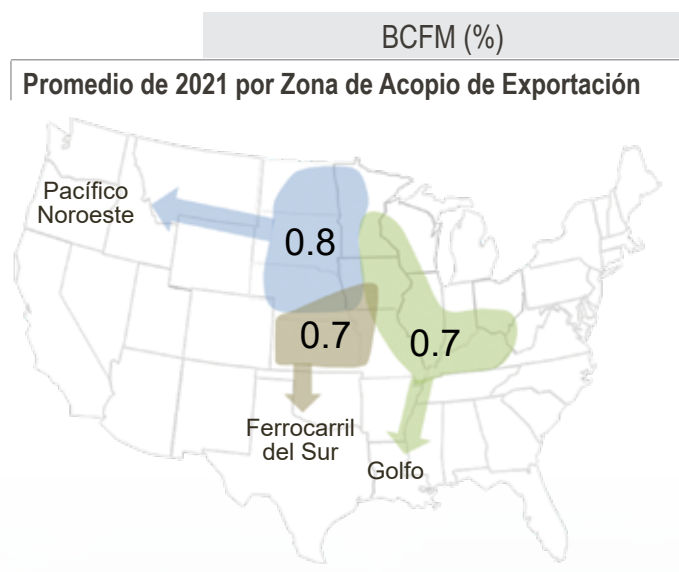 BCFM (%)
Promedio de 2021 por Zona de Acopio de Exportación
Pacífico
Noroeste
0.8
0.7
0.7
Ferrocarril
del Sur
Golfo